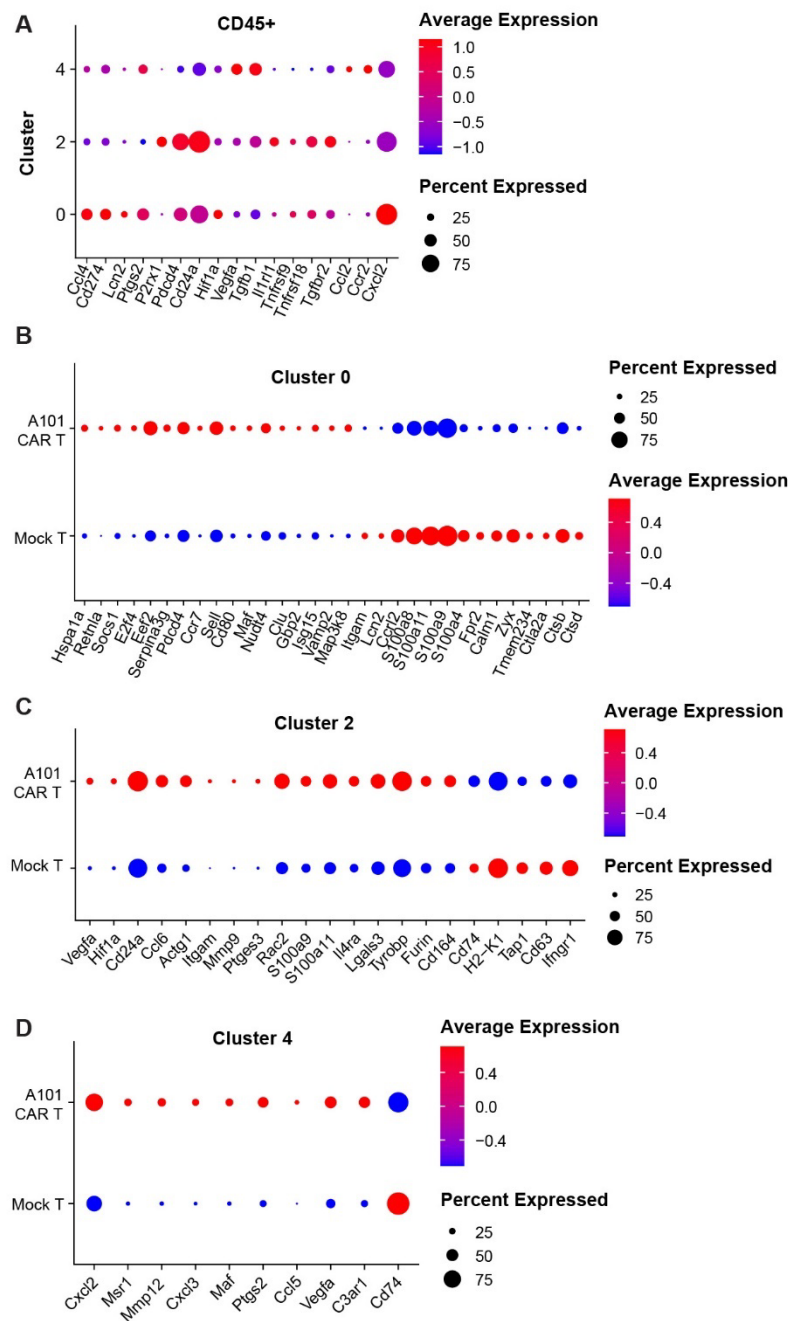 A
CD45+
Average Expression
1.0
0.5
0.0
−0.5
−1.0
Percent Expressed
25
50
75
Cluster
4
2
0
Ccl4
Cd274
Lcn2
Ptgs2
P2rx1
Pdcd4
Cd24a
Hif1a
Vegfa
Tgfb1
Il1rl1
Tnfrsf9
Tnfrsf18
Tgfbr2
Ccl2
Ccr2
Cxcl2
B
Cluster 0
Percent Expressed
25
50
75
Average Expression
0.4
0.0
−0.4
A101
CAR T
Mock T
Hspa1a
Retnla
Socs1
E2f4
Eef2
Serpina3g
Pdcd4
Ccr7
Sell
Cd80
Maf
Nudt4
Clu
Gbp2
Isg15
Vamp2
Map3k8
Itgam
Lcn2
Ccrl2
S100a8
S100a11
S100a9
S100a4
Fpr2
Calm1
Zyx
Tmem234
Ctla2a
Ctsb
Ctsd
C
Cluster 2
Average Expression
0.4
0.0
−0.4
Percent Expressed
25
50
75
A101
CAR T
Mock T
Vegfa
Hif1a
Cd24a
Ccl6
Actg1
Itgam
Mmp9
Ptges3
Rac2
S100a9
S100a11
Il4ra
Lgals3
Tyrobp
Furin
Cd164
Cd74
H2−K1
Tap1
Cd63
Ifngr1
D
Cluster 4
Average Expression
0.4
0.0
−0.4
Percent Expressed
25
50
75
A101
CAR T
Mock T
Cxcl2
Msr1
Mmp12
Cxcl3
Maf
Ptgs2
Ccl5
Vegfa
C3ar1
Cd74